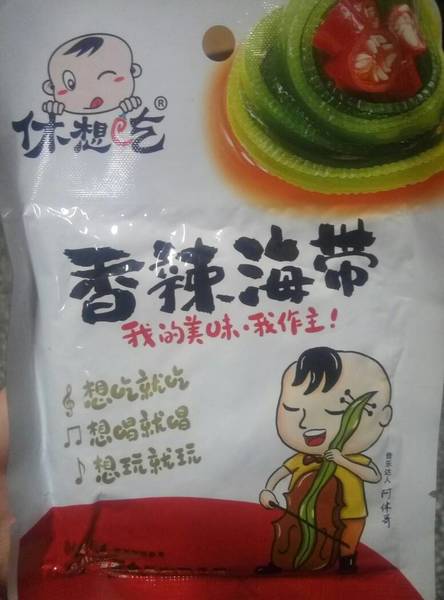 休想吃®
香辣海带
我的美味·我作主!
想吃就吃
想唱就唱
想玩就玩
音乐达人
阿休哥